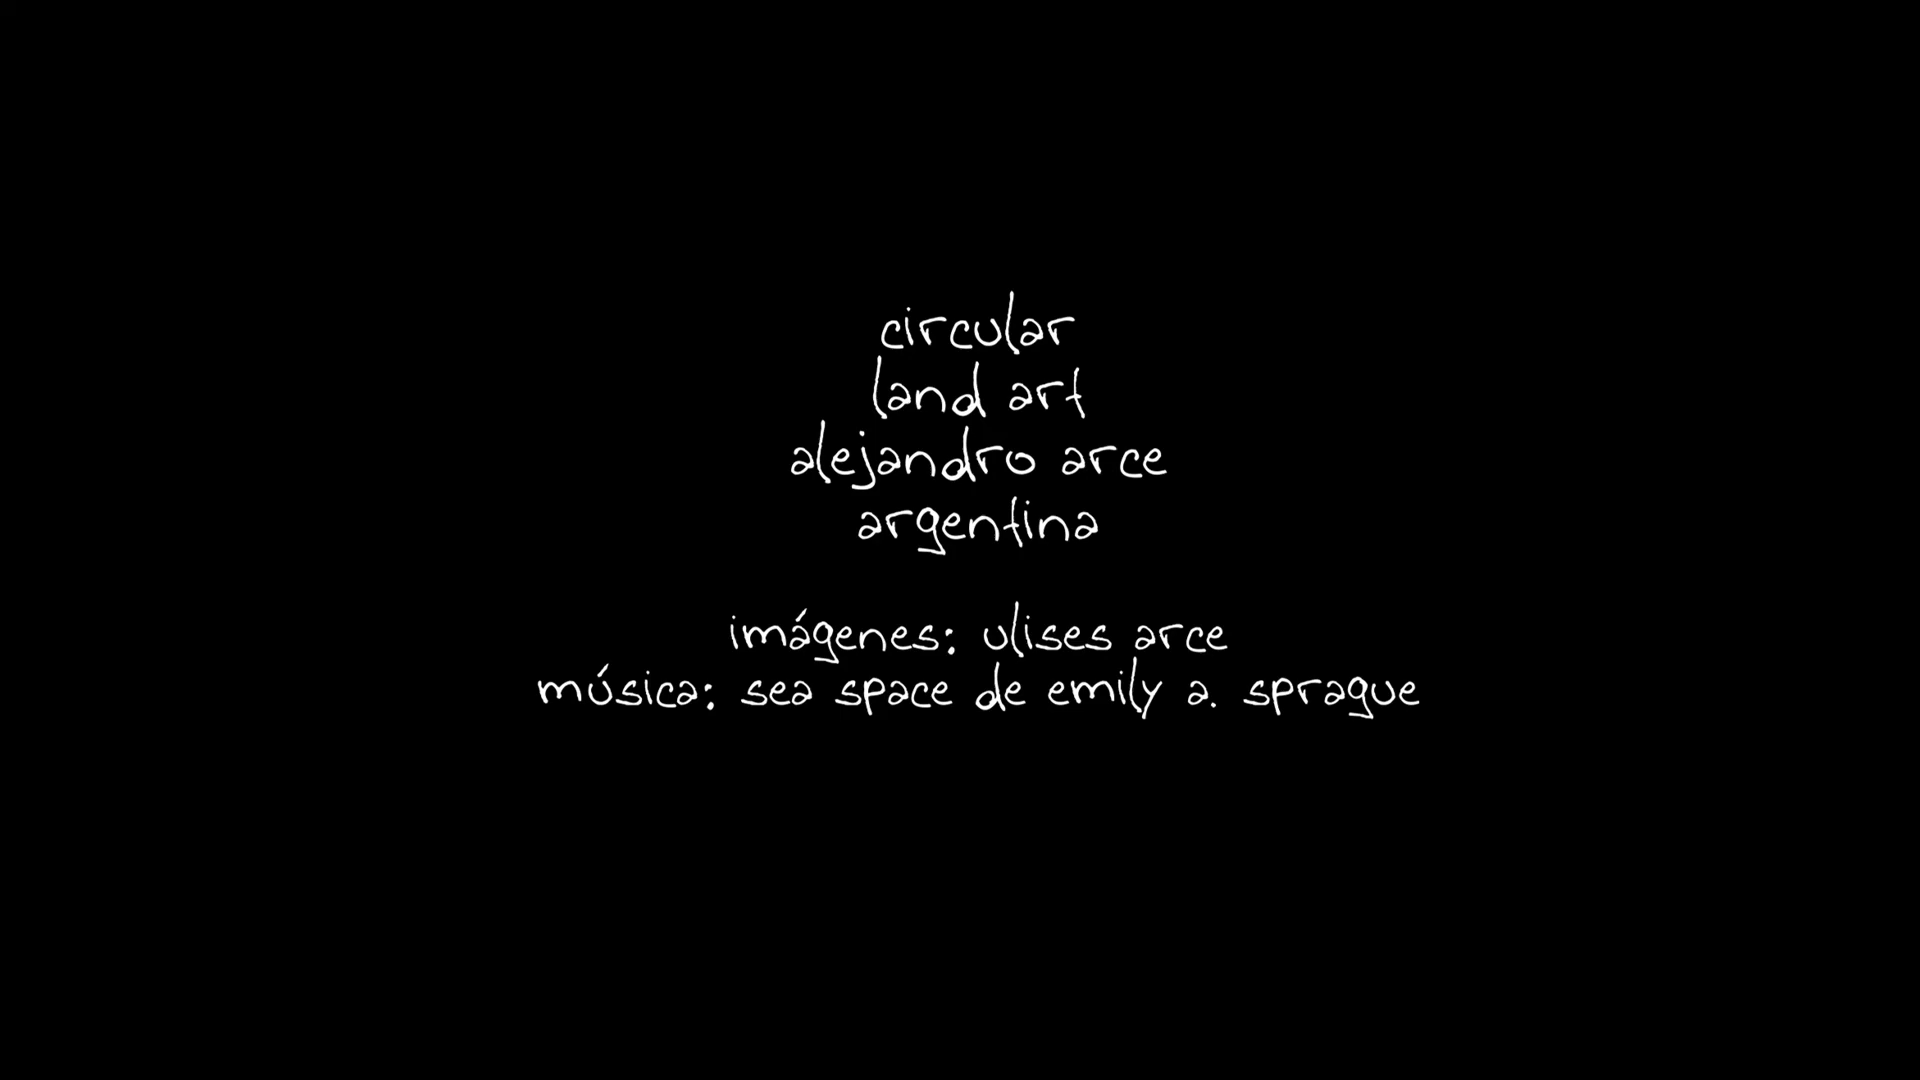 circular
land art
alejandro arce
argentina
imágenes: ulises arce
música: sea space de emily a. sprague